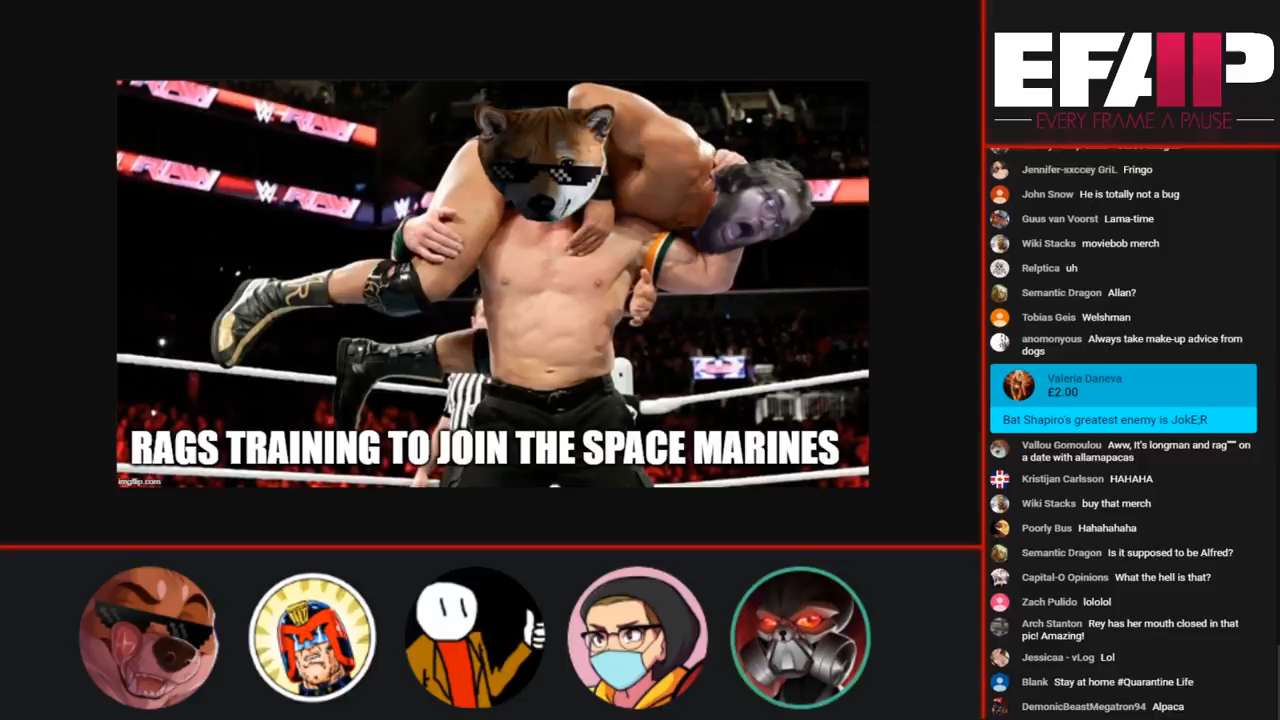 EFAP
EVERY FRAME A PAUSE
RAW
W RAW
RAW
W RAW
W
RAGS TRAINING TO JOIN THE SPACE MARINES
imgflip.com
Jennifer-sxccey GriL Fringo
John Snow He is totally not a bug
Guus van Voorst Lama-time
Wiki Stacks moviebob merch
Relptica uh
Semantic Dragon Allan?
Tobias Geis Welshman
anomonyous Always take make-up advice from
dogs
Valeria Daneva
£2.00
Bat Shapiro's greatest enemy is JokE;R
Vallou Gomoulou Aww, It's longman and rag"''" on
a date with allamapacas
Kristijan Carlsson HAHAHA
Wiki Stacks buy that merch
Poorly Bus Hahahahaha
Semantic Dragon Is it supposed to be Alfred?
Capital-O Opinions What the hell is that?
Zach Pulido lololol
Arch Stanton Rey has her mouth closed in that
pic! Amazing!
Jessicaa - vLog Lol
Blank Stay at home #Quarantine Life
DemonicBeastMegatron94 Alpaca